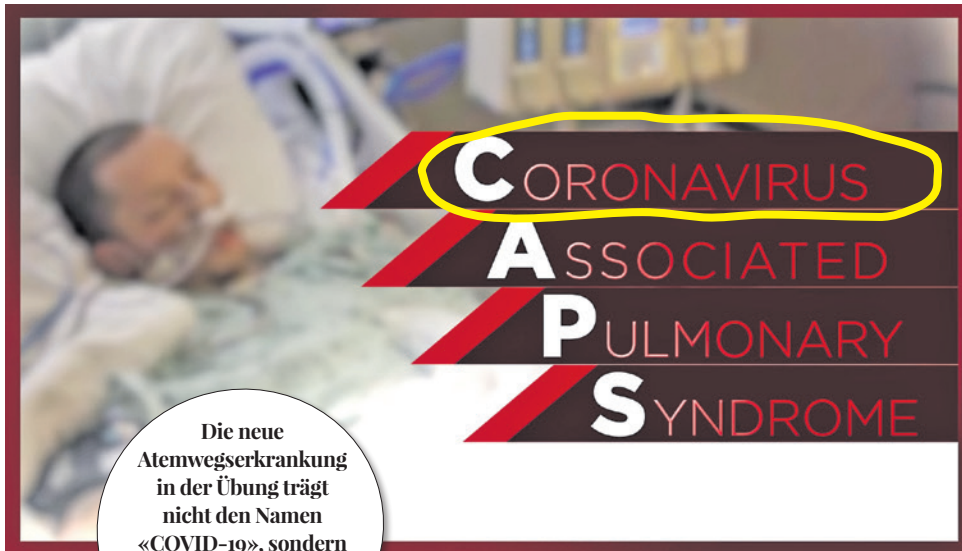 CORONAVIRUS
ASSOCIATED
PULMONARY
SYNDROME
Die neue
Atemwegserkrankung
in der Übung trägt
nicht den Namen
«COVID-19», sondern